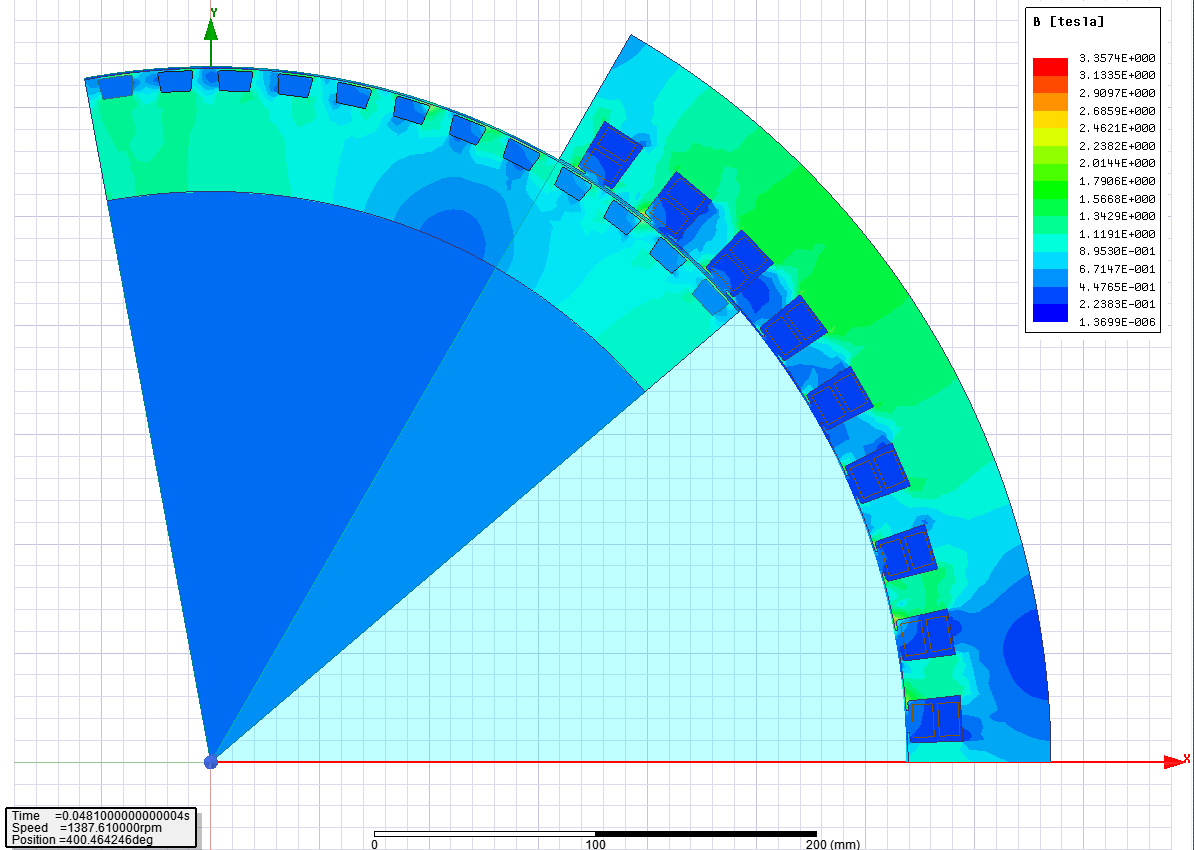 Y
B [tesla]
3.3574E+000
3.1335E+000
2.9097E+000
2.6859E+000
2.4621E+000
2.2382E+000
2.0144E+000
1.7906E+000
1.5668E+000
1.3429E+000
1.1191E+000
8.9530E-001
6.7147E-001
4.4765E-001
2.2383E-001
1.3699E-006
X
Time =0.0481000000000004s
Speed =1387.610000rpm
Position =400.464246deg
0 100 200 (mm)